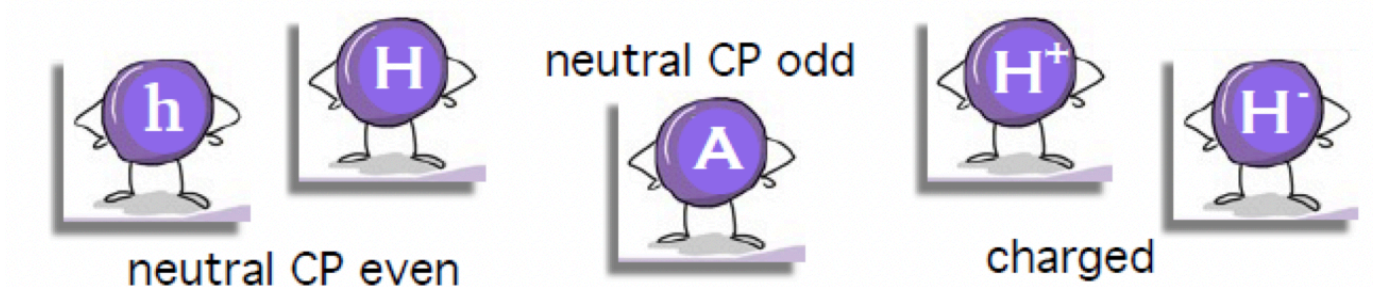 h
H
neutral CP even
neutral CP odd
A
H⁺
H⁻
charged